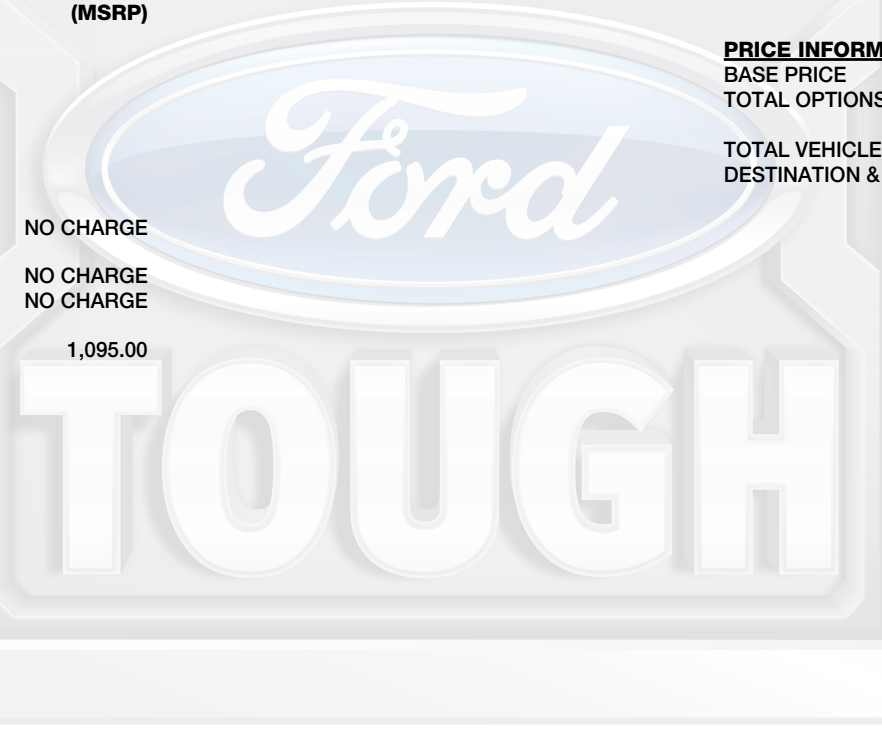 (MSRP)
PRICE INFORM
BASE PRICE
TOTAL OPTIONS
TOTAL VEHICLE
DESTINATION &
NO CHARGE
NO CHARGE
NO CHARGE
1,095.00
Ford
TOUGH